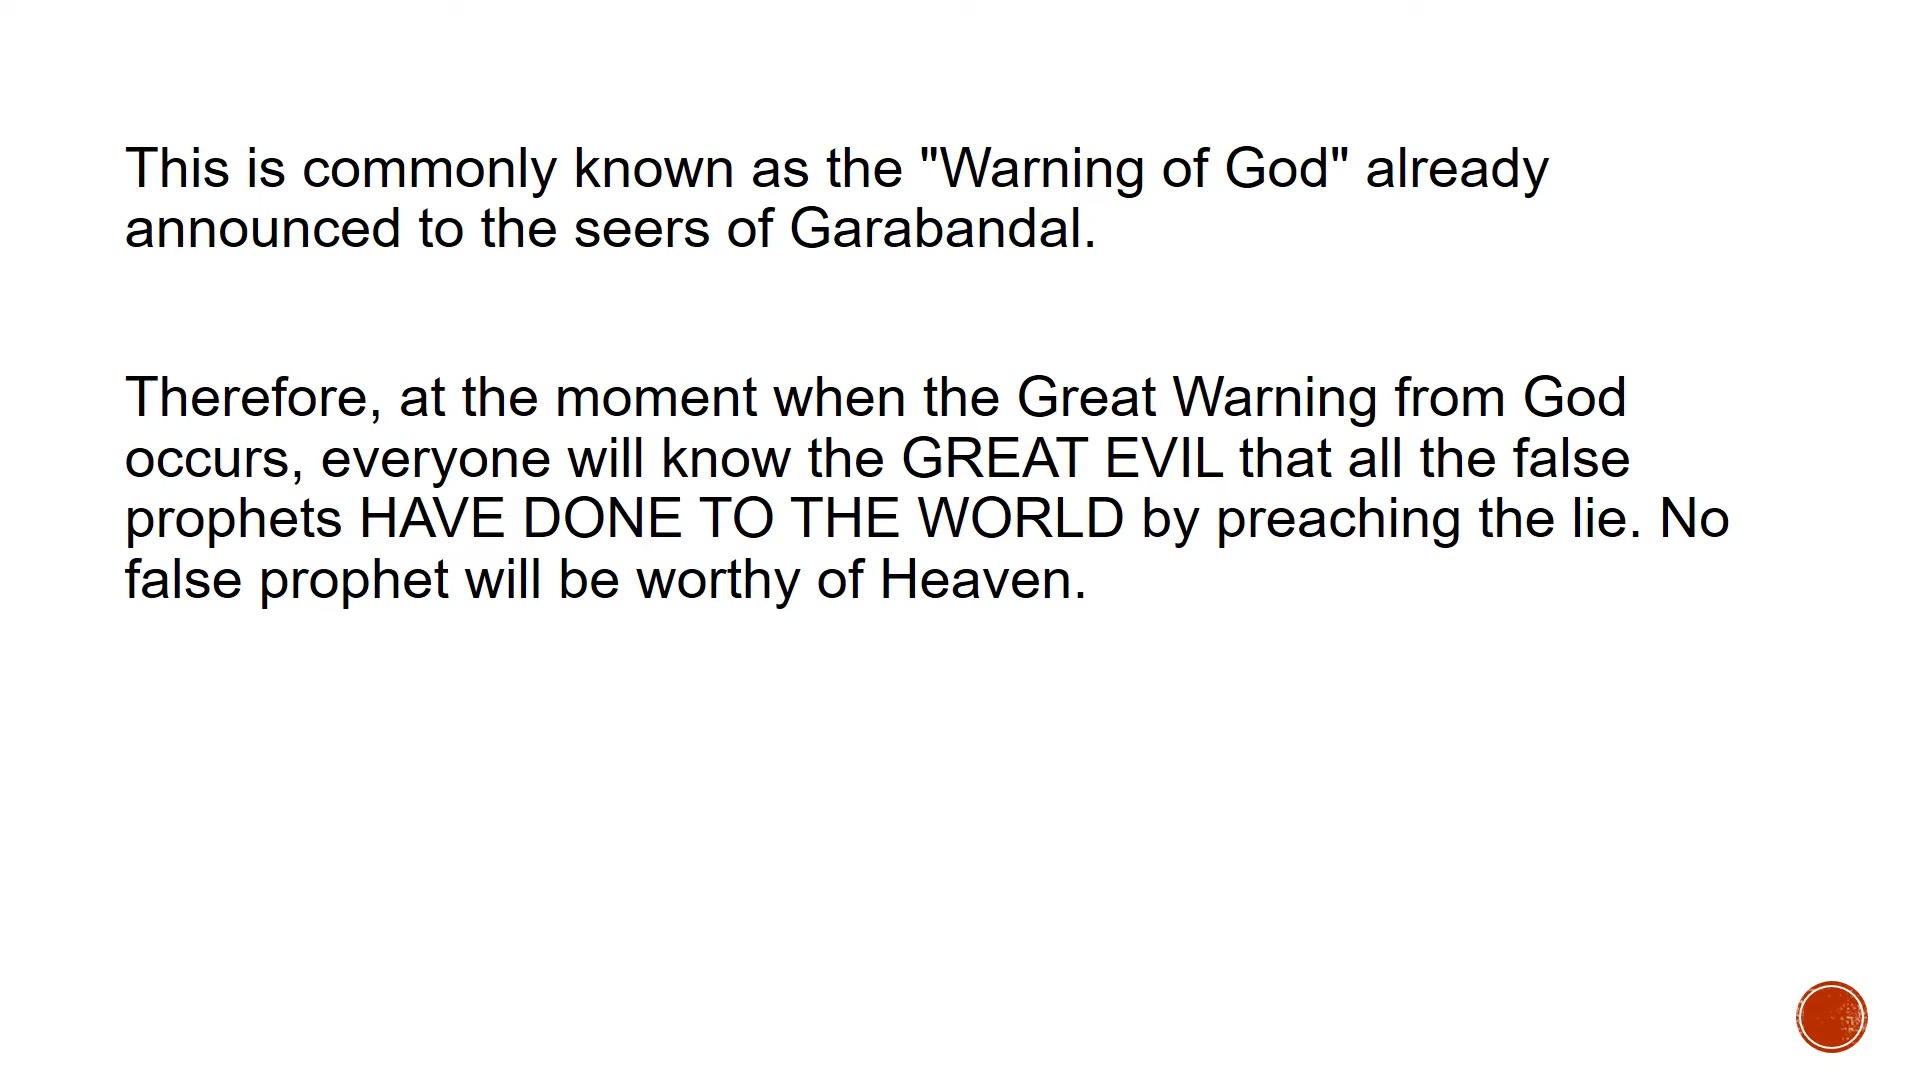 This is commonly known as the "Warning of God" already
announced to the seers of Garabandal.
Therefore, at the moment when the Great Warning from God
occurs, everyone will know the GREAT EVIL that all the false
prophets HAVE DONE TO THE WORLD by preaching the lie. No
false prophet will be worthy of Heaven.